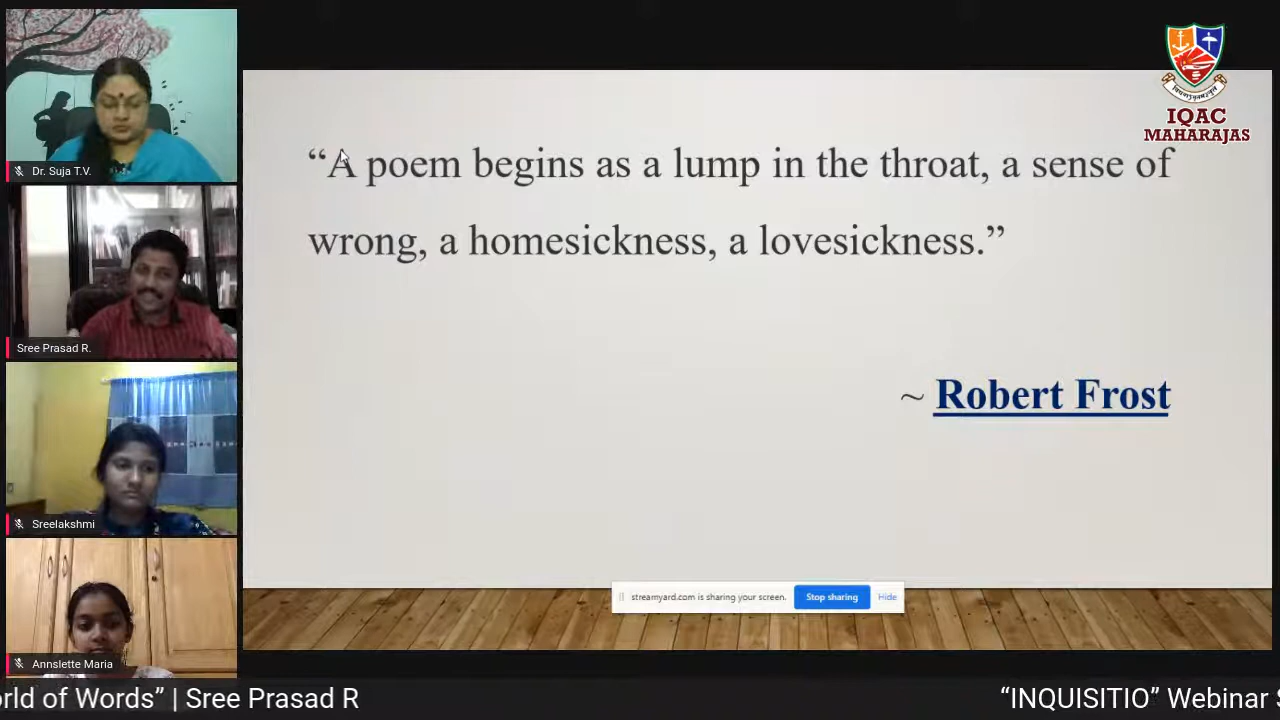 Dr. Suja T.V.
Sree Prasad R.
Sreelakshmi
Annslette Maria
“A poem begins as a lump in the throat, a sense of
wrong, a homesickness, a lovesickness.”
~ Robert Frost
IQAC
MAHARAJAS
streamyard.com is sharing your screen. Stop sharing Hide
rld of Words” | Sree Prasad R “INQUISITIO” Webinar S